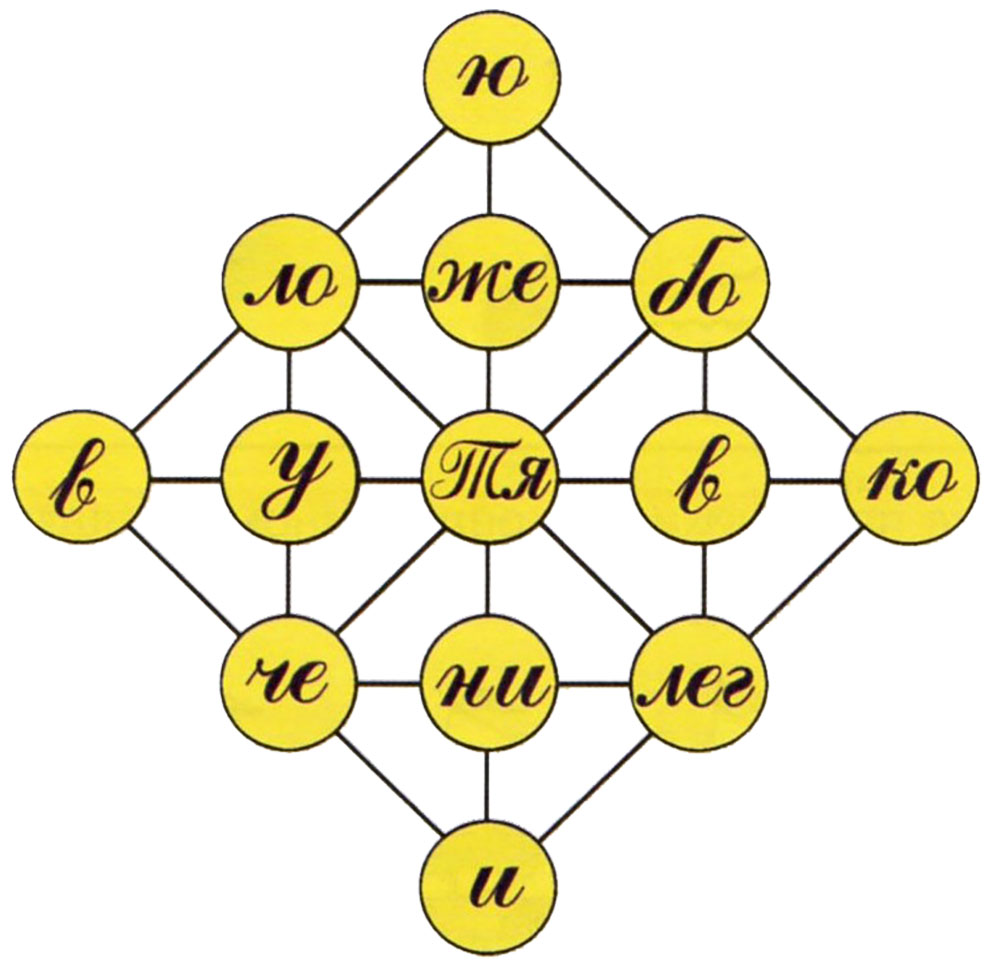 ю
ло же бо
в у Тя в ко
че ни лег
и